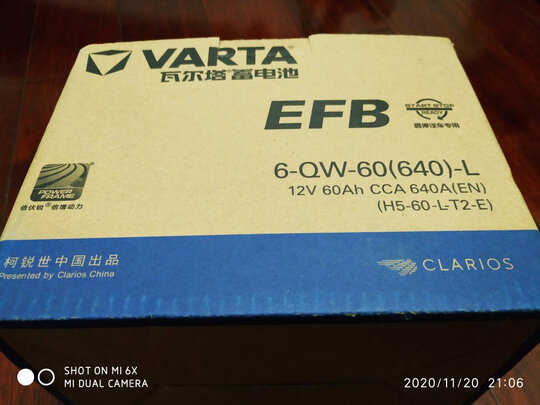 VARTA
瓦尔塔®蓄电池
EFB
START STOP
READY
启停汽车专用
6-QW-60(640)-L
12V 60Ah CCA 640A(EN)
(H5-60-L-T2-E)
POWER
FRAME
倍伏锐®倍增动力
柯锐世中国出品
Presented by Clarios China
CLARIOS
SHOT ON MI 6X
MI DUAL CAMERA
2020/11/20 21:06